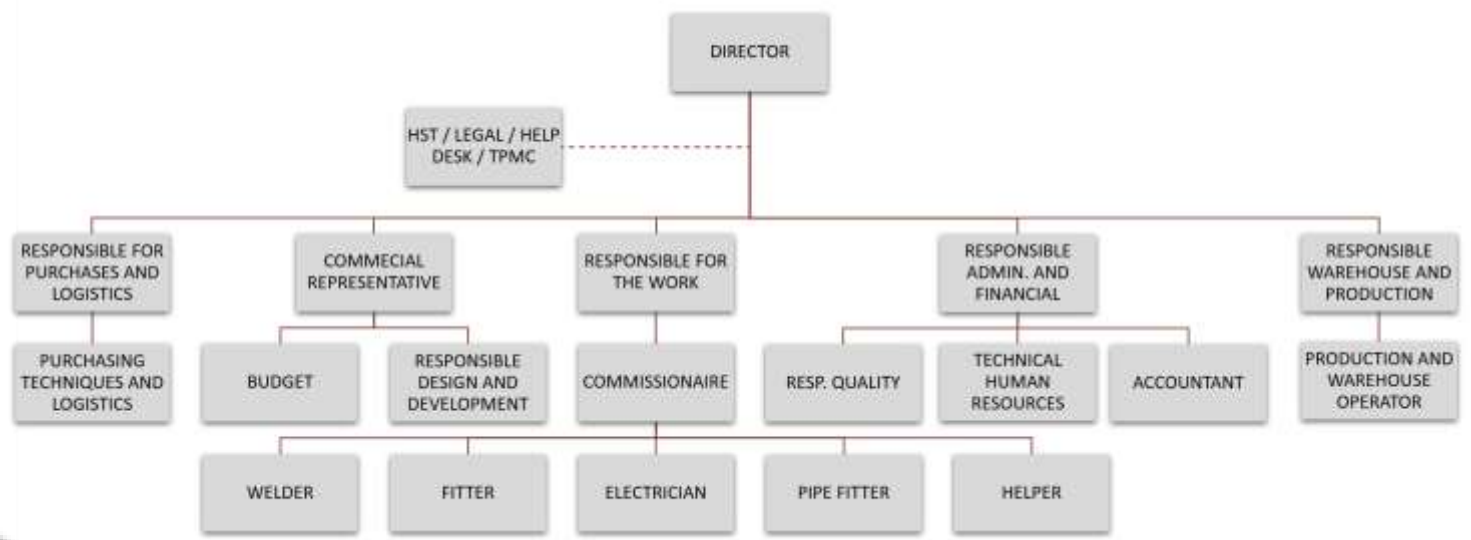 DIRECTOR
HST / LEGAL / HELP
DESK / TPMC
RESPONSIBLE FOR
PURCHASES AND
LOGISTICS
COMMECIAL
REPRESENTATIVE
RESPONSIBLE FOR
THE WORK
RESPONSIBLE
ADMIN. AND
FINANCIAL
RESPONSIBLE
WAREHOUSE AND
PRODUCTION
PURCHASING
TECHNIQUES AND
LOGISTICS
BUDGET
RESPONSIBLE
DESIGN AND
DEVELOPMENT
COMMISSIONAIRE
RESP. QUALITY
TECHNICAL
HUMAN
RESOURCES
ACCOUNTANT
PRODUCTION AND
WAREHOUSE
OPERATOR
WELDER
FITTER
ELECTRICIAN
PIPE FITTER
HELPER